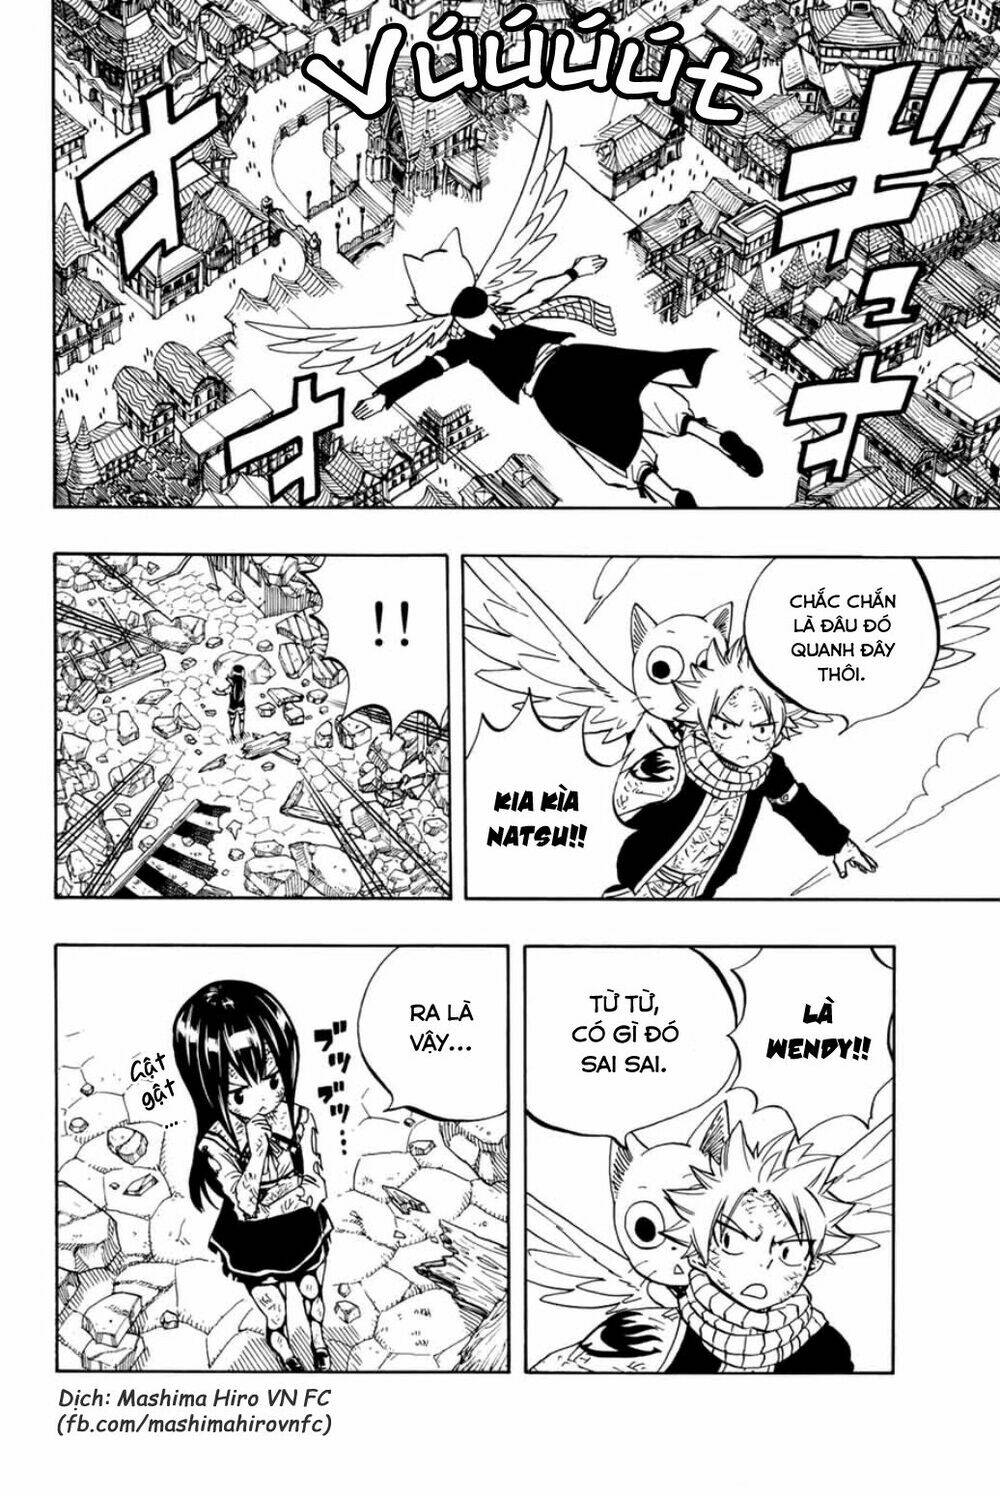 Vúúúút
ギュ
オ
オ
オ
CHẮC CHẮN
LÀ ĐÂU ĐÓ
QUANH ĐÂY
THÔI.
KIA KÌA
NATSU!!
!!
LÀ
WENDY!!
TỪ TỪ,
CÓ GÌ ĐÓ
SAI SAI.
RA LÀ
VẬY...
ブツ
ブツ...
Gật
gật
....
Dịch: Mashima Hiro VN FC
(fb.com/mashimahirovnfc)